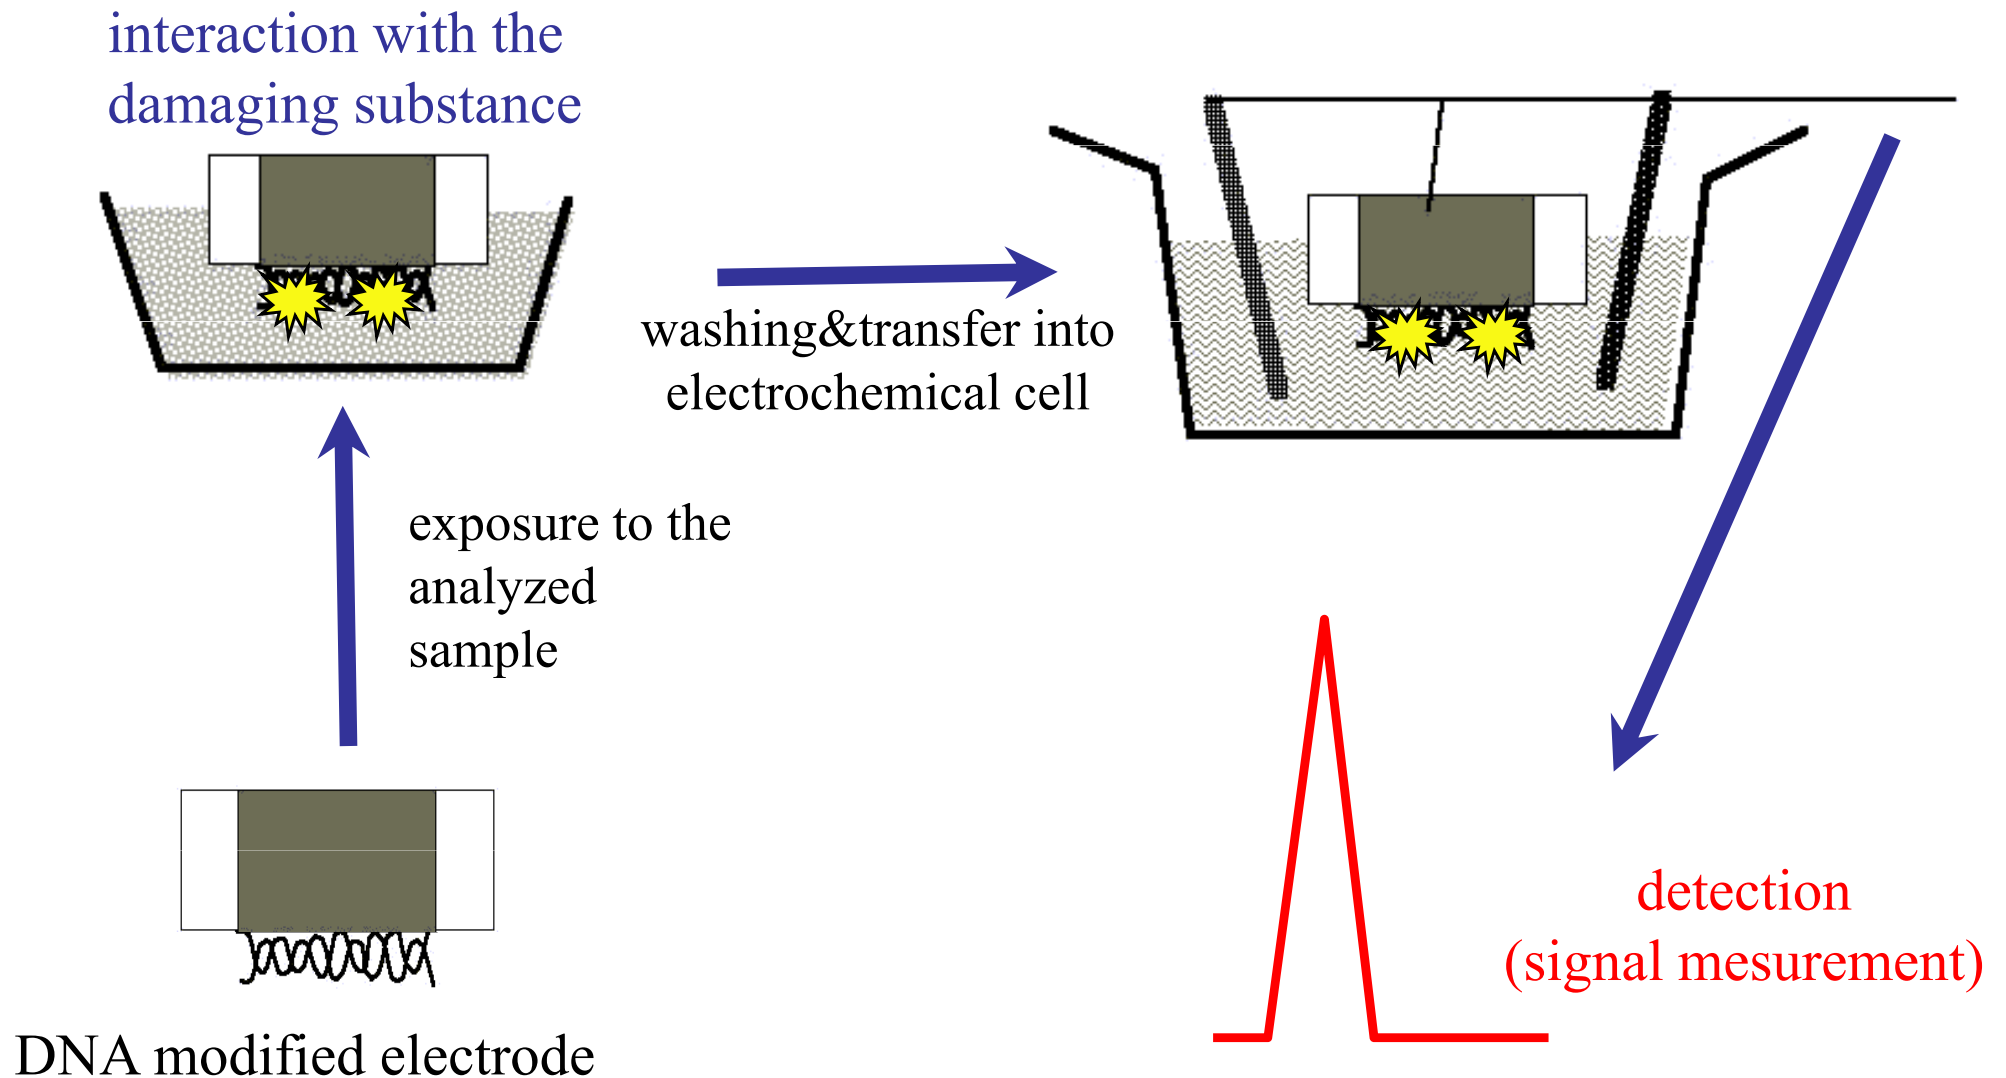 interaction with the
damaging substance
washing&transfer into
electrochemical cell
exposure to the
analyzed
sample
detection
(signal mesurement)
DNA modified electrode